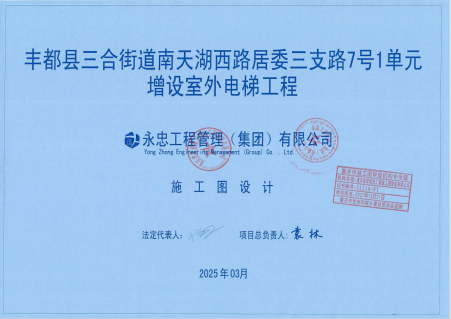 丰都县三合街道南天湖西路居委三支路7号1单元
增设室外电梯工程
永忠工程管理（集团）有限公司
Yong Zhong Engineering Management (Group) Co. , Ltd.
施工图设计
法定代表人：
项目总负责人：袁林
2025年03月